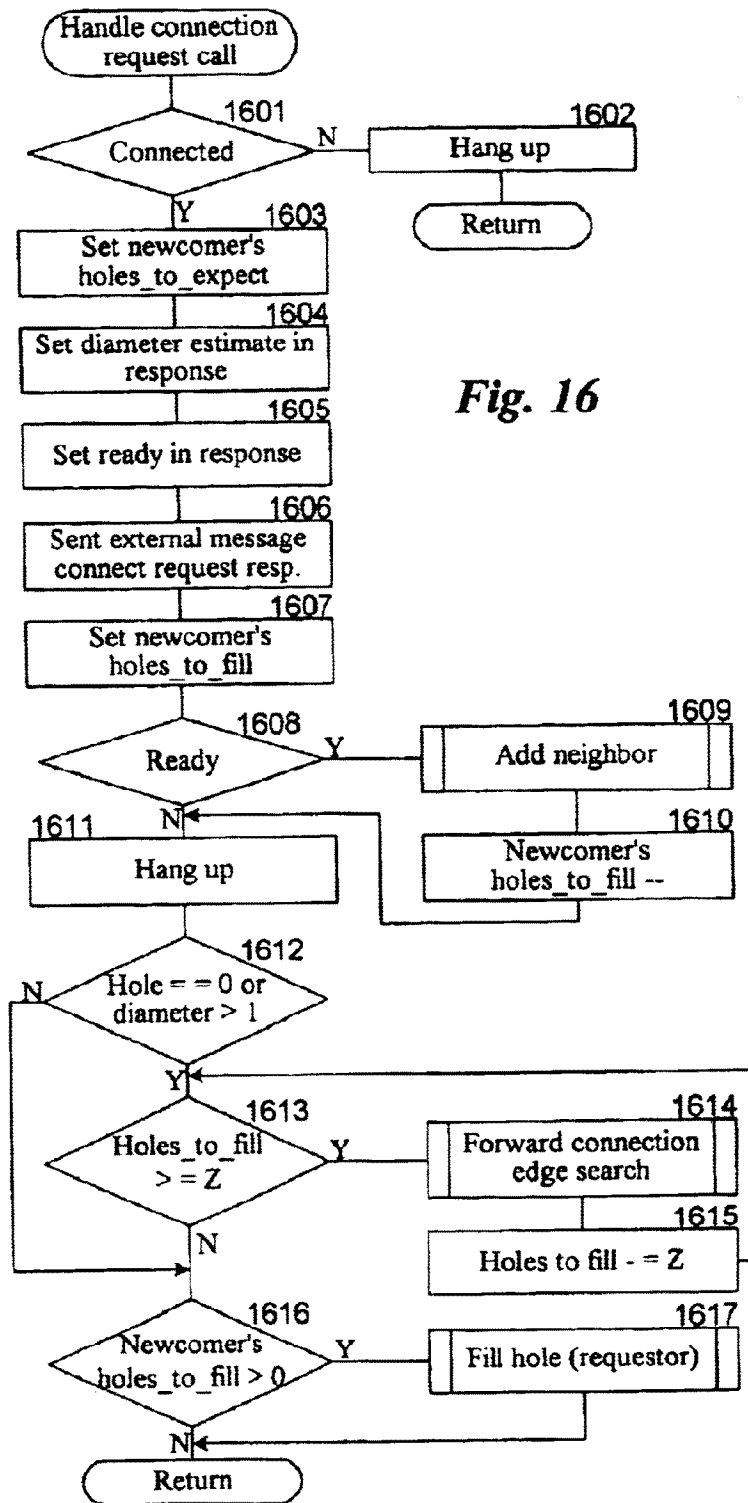 Handle connection
request call
1601
Connected
N
1602
Hang up
Return
Y
1603
Set newcomer's
holes_to_expect
1604
Set diameter estimate in
response
1605
Set ready in response
Fig. 16
1606
Sent external message
connect request resp.
1607
Set newcomer's
holes_to_fill
1608
Ready
Y
1609
Add neighbor
N
1610
Newcomer's
holes_to_fill --
1611
Hang up
1612
Hole = = 0 or
diameter > 1
N
Y
1613
Holes_to_fill
> = Z
Y
1614
Forward connection
edge search
1615
Holes to fill - = Z
N
1616
Newcomer's
holes_to_fill > 0
Y
1617
Fill hole (requestor)
N
Return